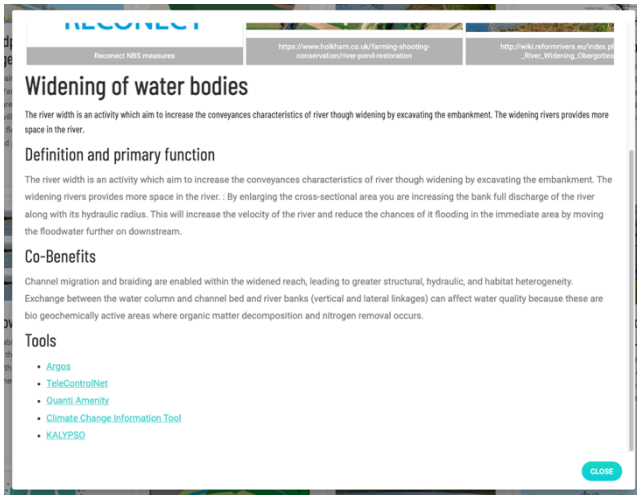 RECONECT
Reconect NBS measures
https://www.holkham.co.uk/farming-shooting-
conservation/river-pond-restoration
http://wiki.reformrivers.eu/index.ph
_River_Widening_Obergottes
Widening of water bodies
The river width is an activity which aim to increase the conveyances characteristics of river though widening by excavating the embankment. The widening rivers provides more
space in the river.
Definition and primary function
The river width is an activity which aim to increase the conveyances characteristics of river though widening by excavating the embankment. The
widening rivers provides more space in the river. : By enlarging the cross-sectional area you are increasing the bank full discharge of the river
along with its hydraulic radius. This will increase the velocity of the river and reduce the chances of it flooding in the immediate area by moving
the floodwater further on downstream.
Co-Benefits
Channel migration and braiding are enabled within the widened reach, leading to greater structural, hydraulic, and habitat heterogeneity.
Exchange between the water column and channel bed and river banks (vertical and lateral linkages) can affect water quality because these are
bio geochemically active areas where organic matter decomposition and nitrogen removal occurs.
Tools
Argos
TeleControlNet
Quanti Amenity
Climate Change Information Tool
KALYPSO
CLOSE